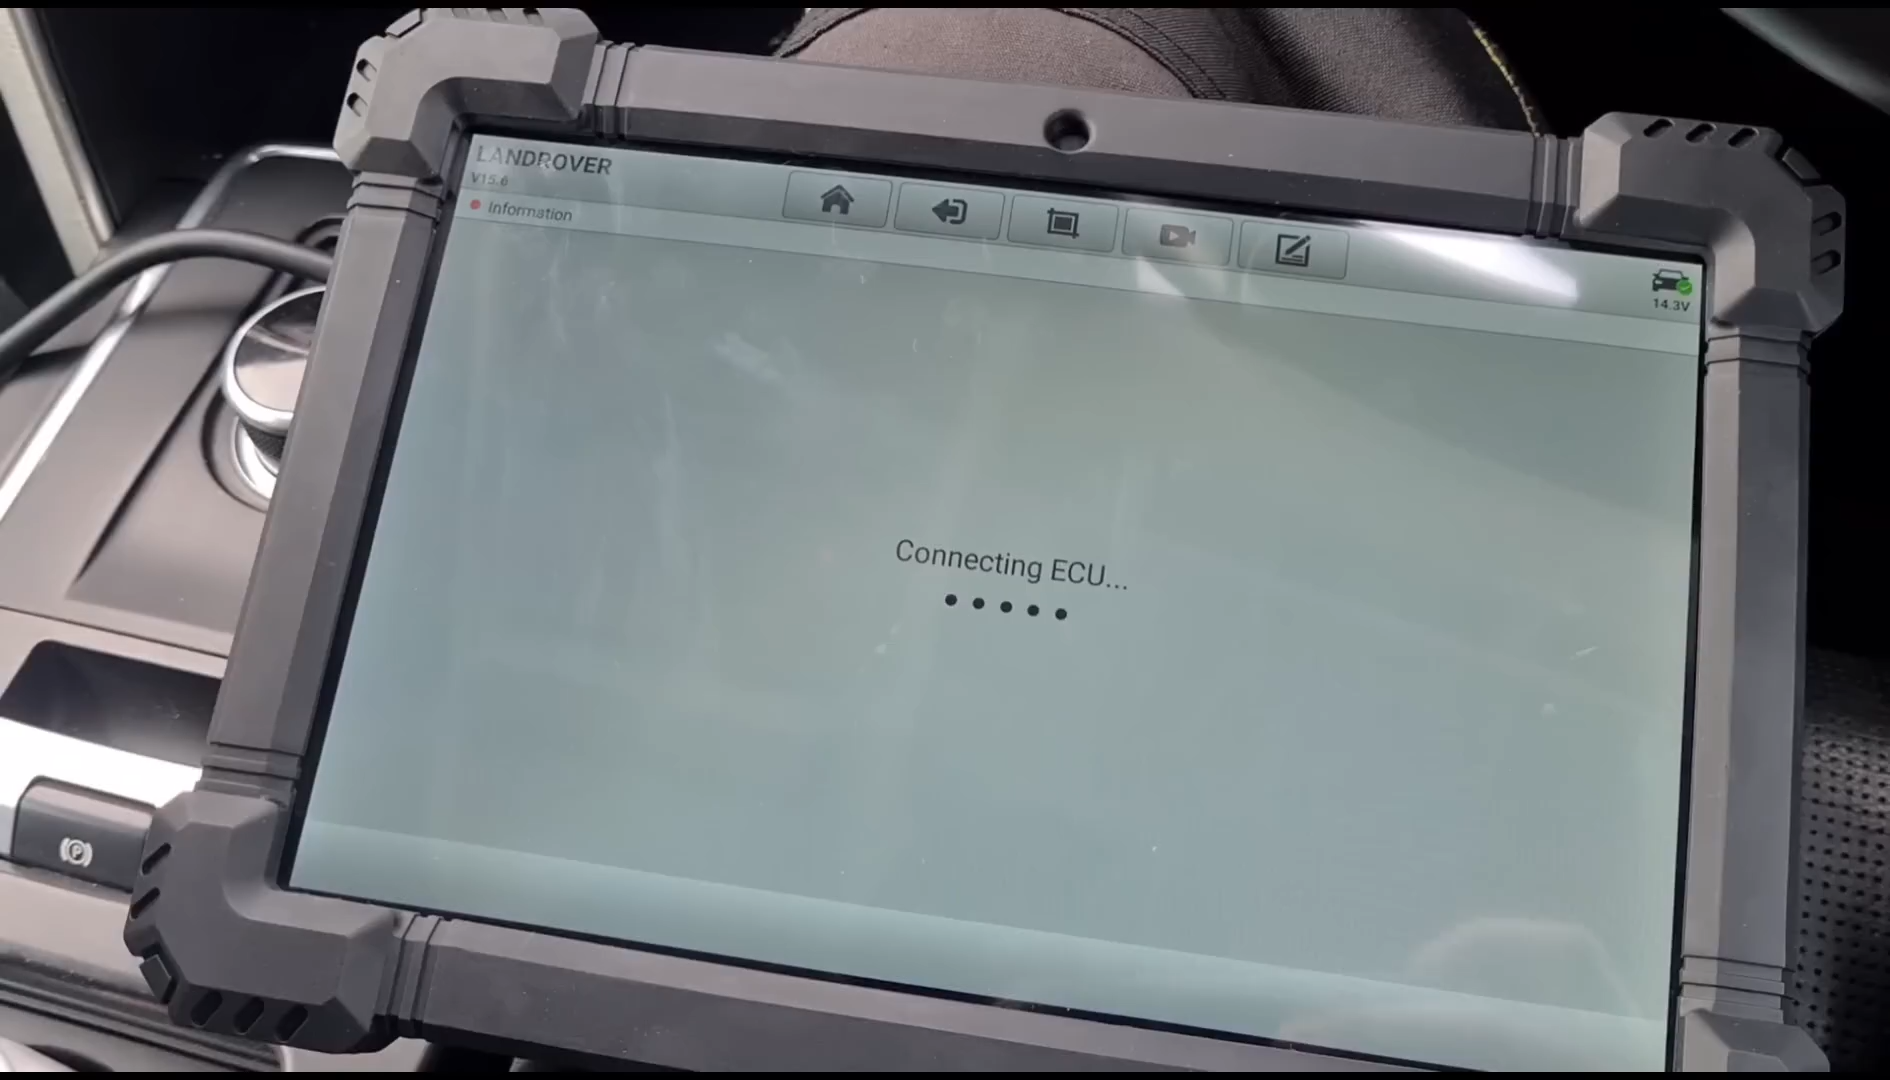 LANDROVER
V15.6
Information
14.3V
Connecting ECU...
P